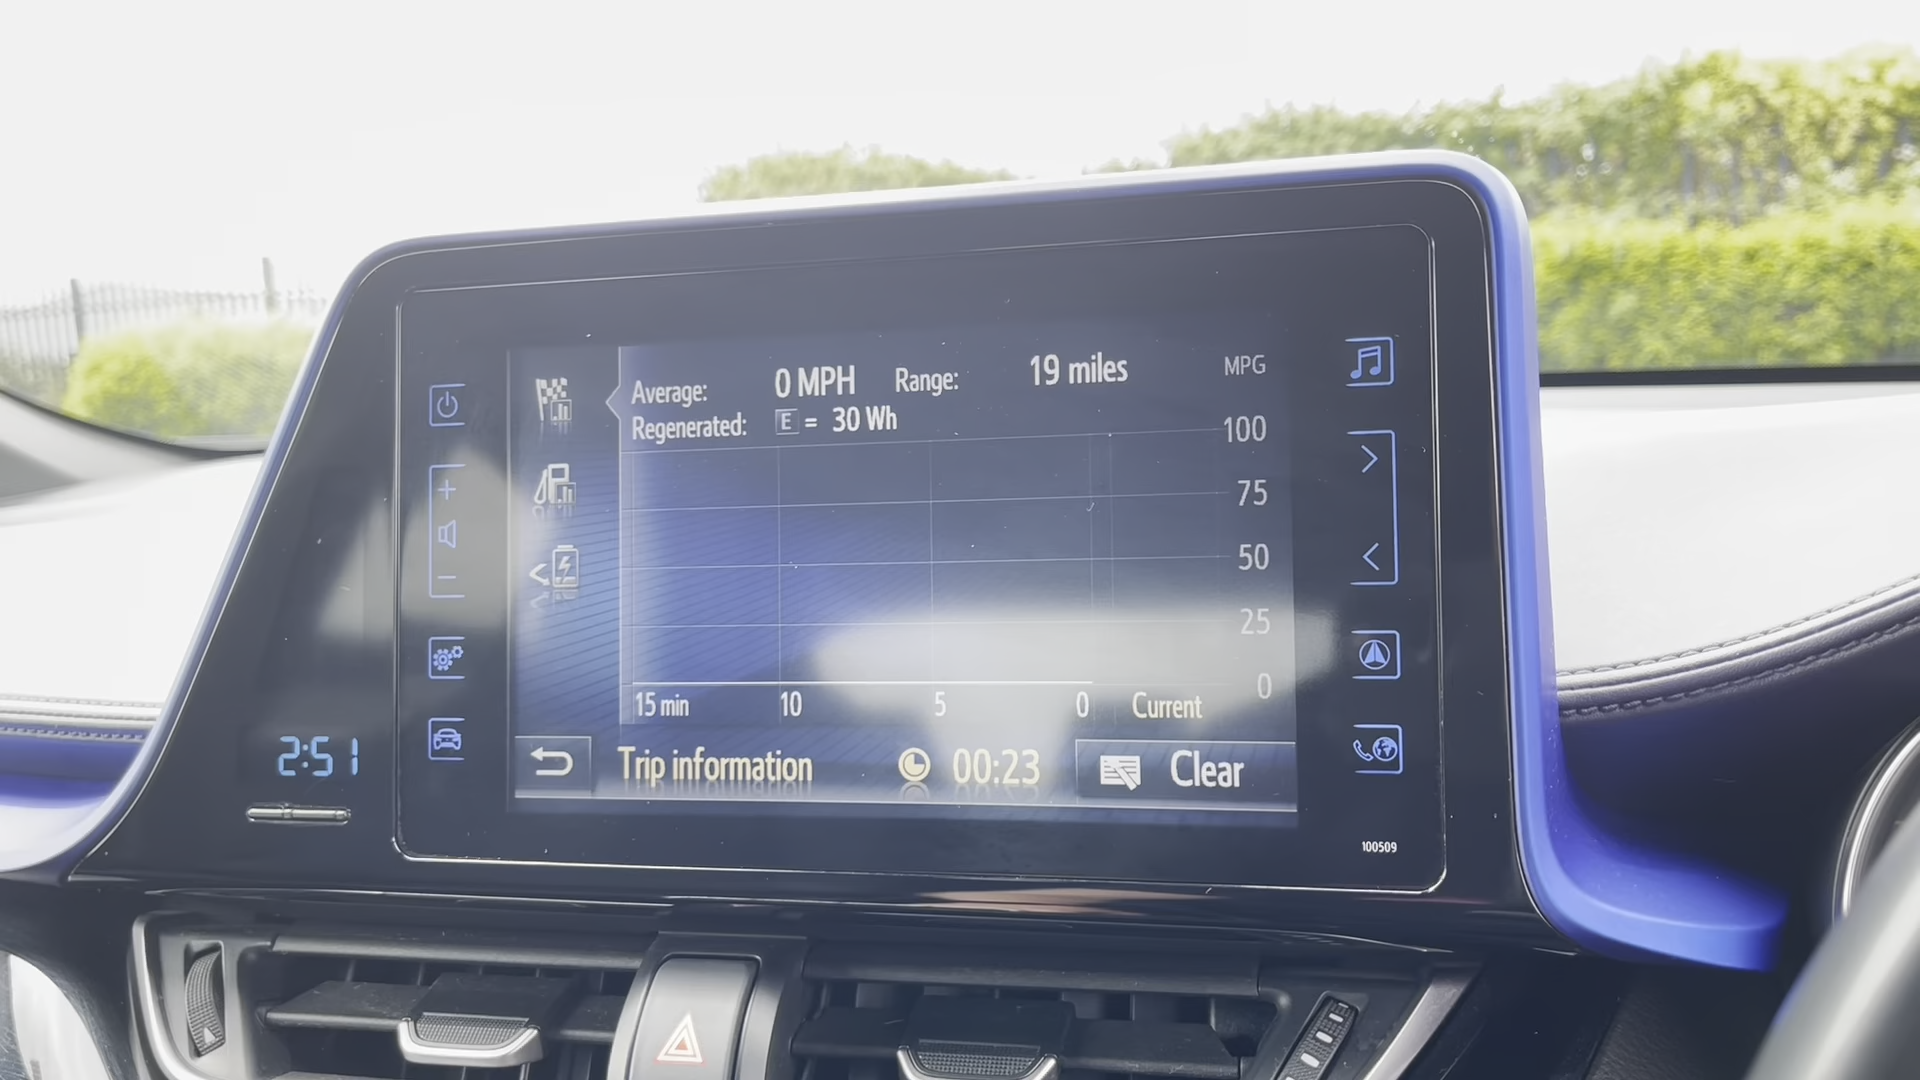 Average: 0 MPH Range: 19 miles MPG
Regenerated: E = 30 Wh
100
75
50
25
0
15 min 10 5 0 Current
Trip information 00:23 Clear
2:51
100509